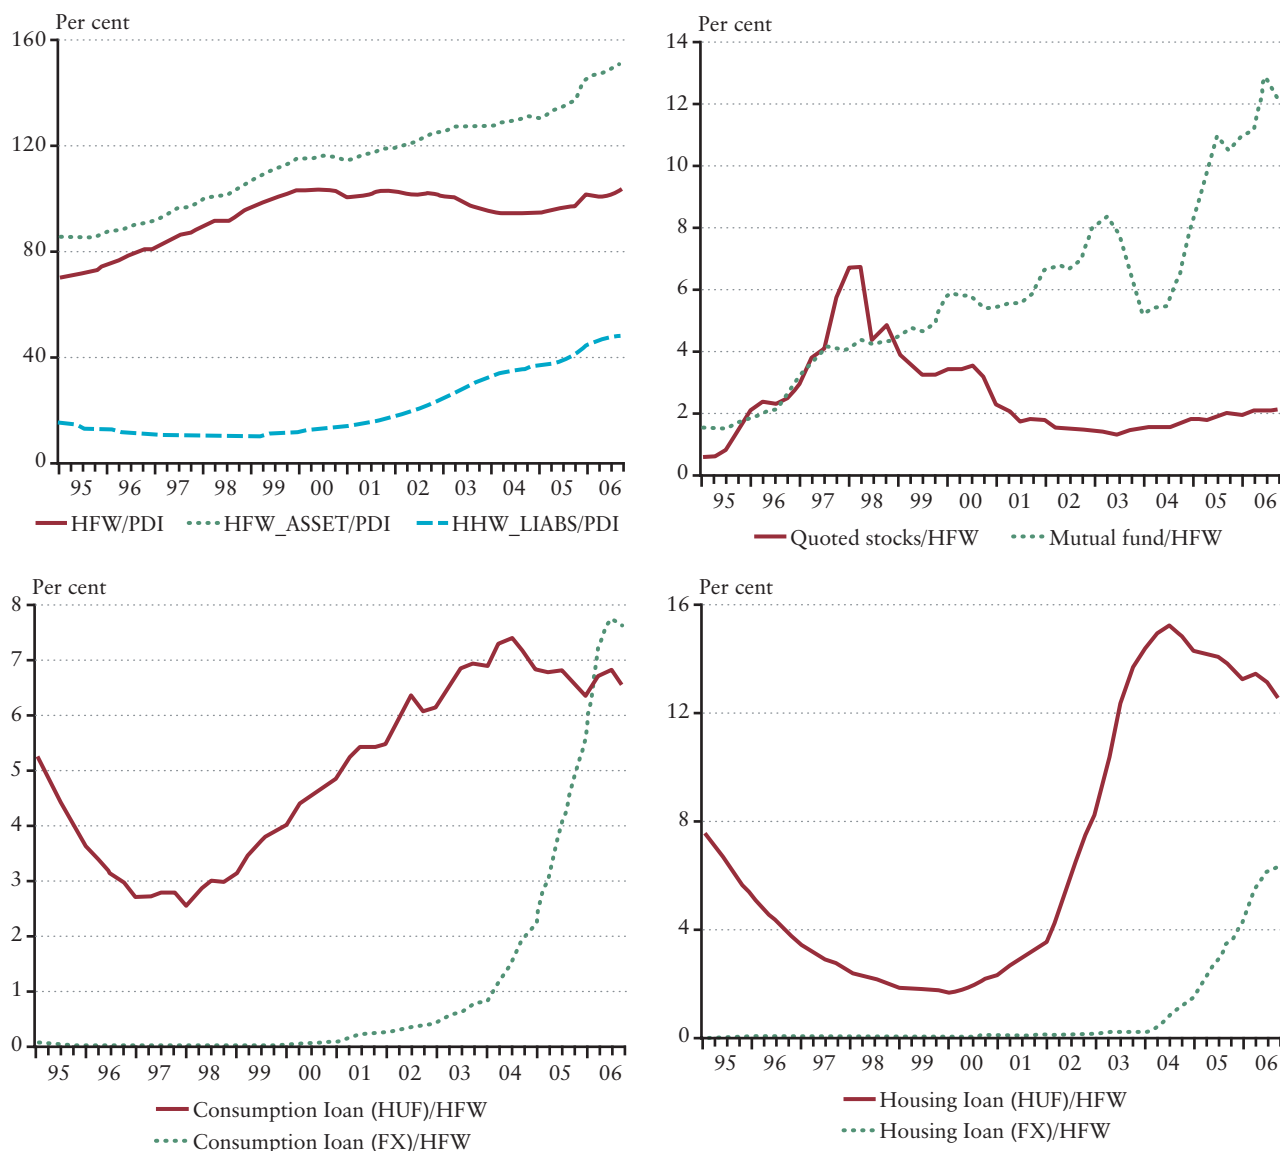 Per cent
160
120
80
40
0
95 96 97 98 99 00 01 02 03 04 05 06
HFW/PDI HFW_ASSET/PDI HHW_LIABS/PDI
Per cent
14
12
10
8
6
4
2
0
95 96 97 98 99 00 01 02 03 04 05 06
Quoted stocks/HFW Mutual fund/HFW
Per cent
8
7
6
5
4
3
2
1
0
95 96 97 98 99 00 01 02 03 04 05 06
Consumption Ioan (HUF)/HFW
Consumption Ioan (FX)/HFW
Per cent
16
12
8
4
0
95 96 97 98 99 00 01 02 03 04 05 06
Housing Ioan (HUF)/HFW
Housing Ioan (FX)/HFW